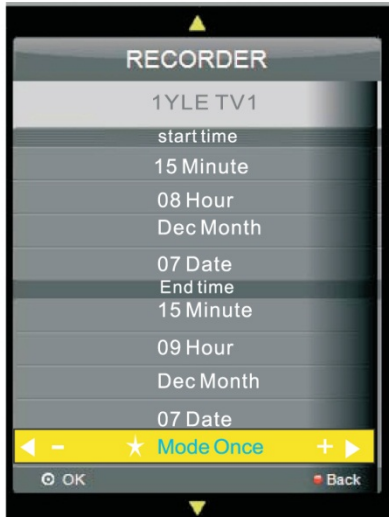 RECORDER
1YLE TV1
start time
15 Minute
08 Hour
Dec Month
07 Date
End time
15 Minute
09 Hour
Dec Month
07 Date
- Mode Once +
OK Back